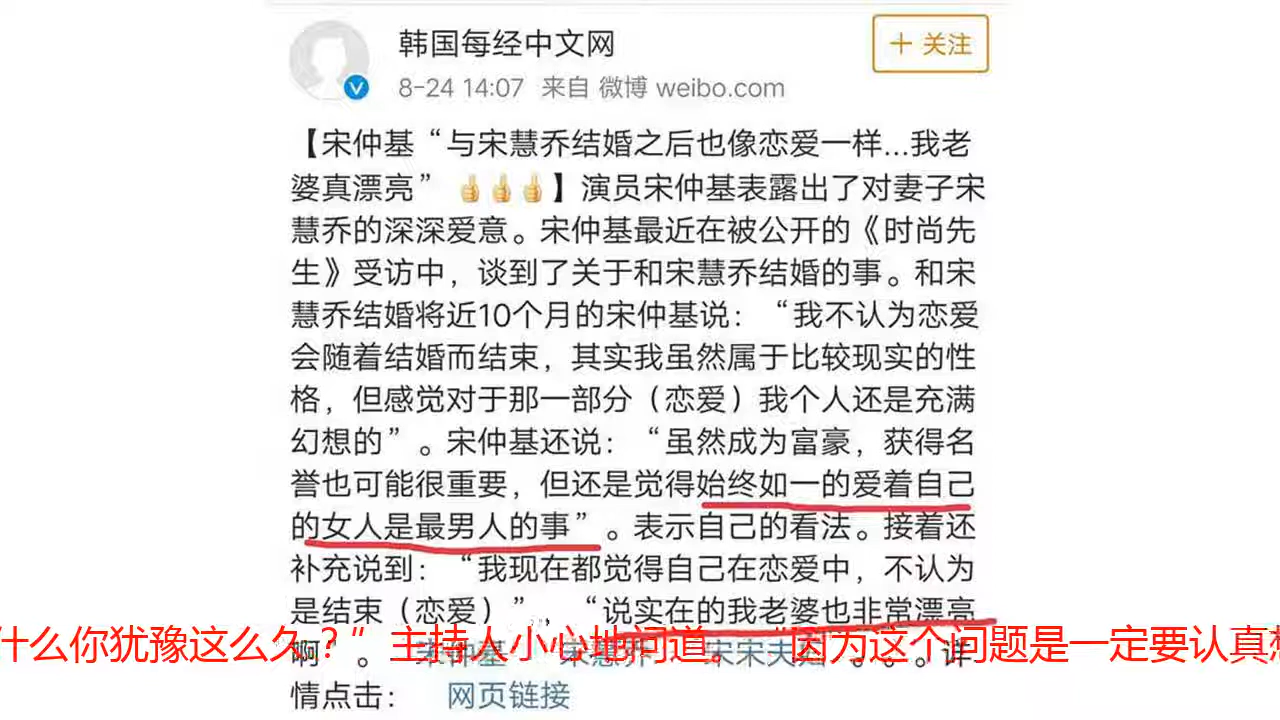 韩国每经中文网
+ 关注
8-24 14:07 来自 微博 weibo.com
【宋仲基“与宋慧乔结婚之后也像恋爱一样...我老
婆真漂亮” 👍👍👍】演员宋仲基表露出了对妻子宋
慧乔的深深爱意。宋仲基最近在被公开的《时尚先
生》受访中，谈到了关于和宋慧乔结婚的事。和宋
慧乔结婚将近10个月的宋仲基说：“我不认为恋爱
会随着结婚而结束，其实我虽然属于比较现实的性
格，但感觉对于那一部分（恋爱）我个人还是充满
幻想的”。宋仲基还说：“虽然成为富豪，获得名
誉也可能很重要，但还是觉得始终如一的爱着自己
的女人是最男人的事”。表示自己的看法。接着还
补充说到：“我现在都觉得自己在恋爱中，不认为
是结束（恋爱）”，“说实在的我老婆也非常漂亮
什么你犹豫这么久？”主持人小心地问道。“因为这个问题是一定要认真
啊”。宋仲基 宋慧乔 宋宋夫妇 。。。详
情点击： 网页链接